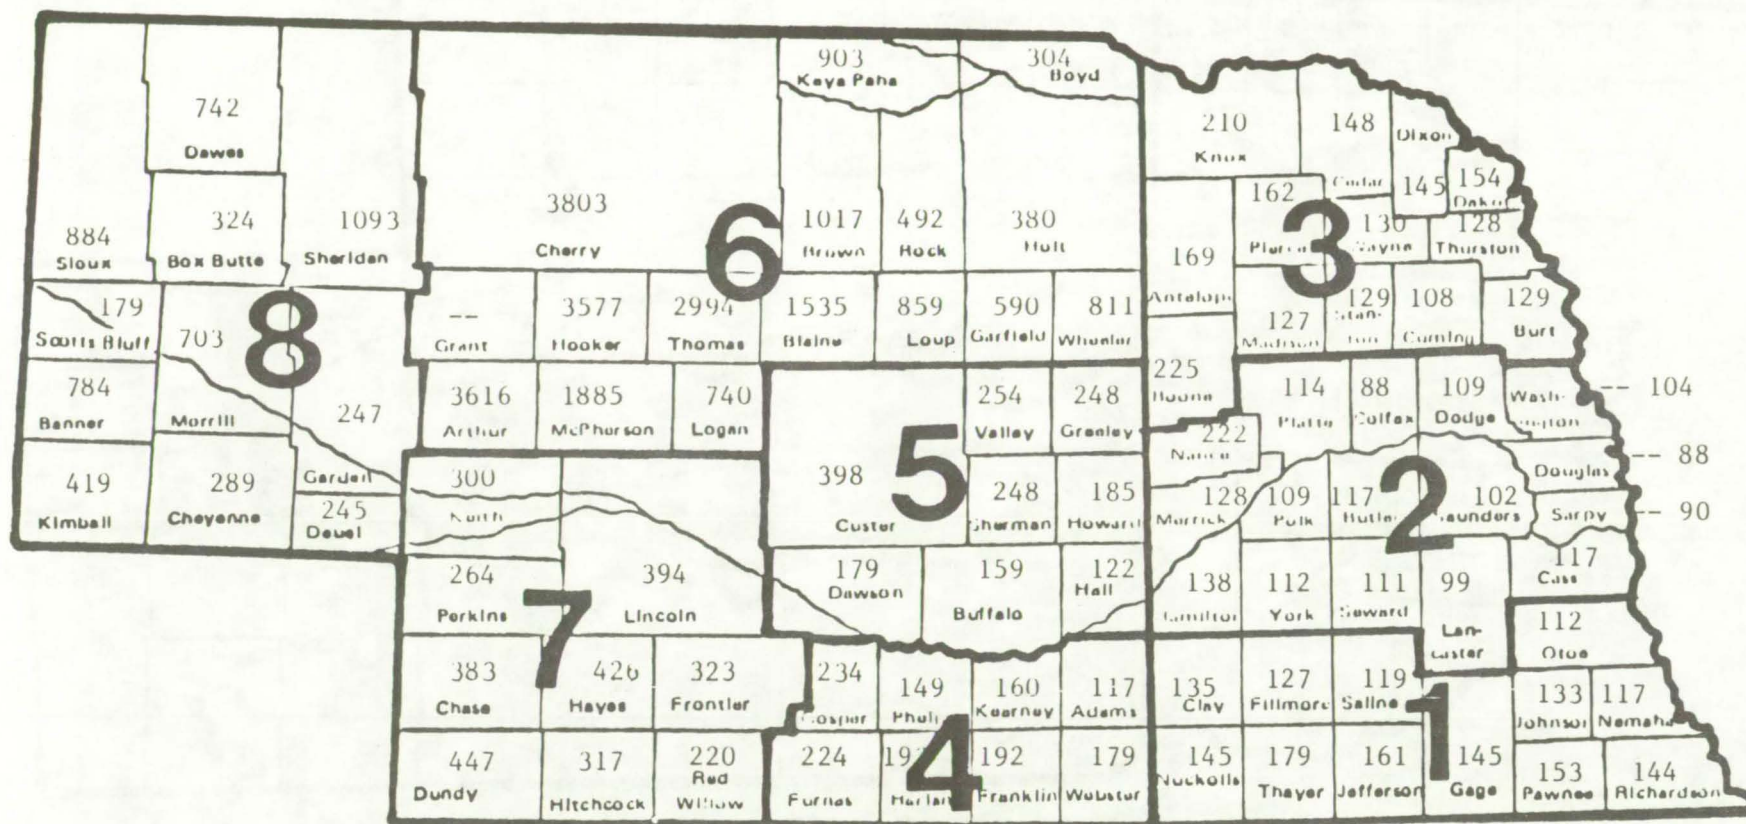 903
Keya Paha
304
Boyd
742
Dawes
210
Knox
148
Cedar
Dixon
145
154
3803
Cherry
6
1017
Brown
492
Rock
380
Holt
162
3
130
Wayne
128
Thurston
884
Sioux
324
Box Butte
1093
Sheridan
169
179
Scotts Bluff
703
Morrill
8
--
Grant
3577
Hooker
2994
Thomas
1535
Blaine
859
Loup
590
Garfield
811
Wheeler
127
Madison
129
Stan-
ton
108
Cuming
129
Burt
784
Banner
247
Garden
3616
Arthur
1885
McPherson
740
Logan
225
Boone
254
Valley
248
Greeley
114
Platte
88
Colfax
109
Dodge
Wash-
ington
-- 104
398
Custer
5
222
Nance
419
Kimball
289
Cheyenne
245
Deuel
300
Keith
248
Sherman
185
Howard
128
Merrick
109
Polk
117
2
102
Saunders
Douglas
-- 88
Sarpy
-- 90
264
Perkins
394
Lincoln
179
Dawson
159
Buffalo
122
Hall
138
Hamilton
112
York
111
Seward
99
Lan-
caster
117
Cass
7
112
Otoe
383
Chase
426
Hayes
323
Frontier
234
Gosper
149
160
Kearney
117
Adams
135
Clay
127
Fillmore
119
Saline
1
133
Johnson
117
Nemaha
447
Dundy
317
Hitchcock
220
Red
Willow
224
Furnas
4
Harlan
192
Franklin
179
Webster
145
Nuckolls
179
Thayer
161
Jefferson
145
Gage
153
Pawnee
144
Richardson